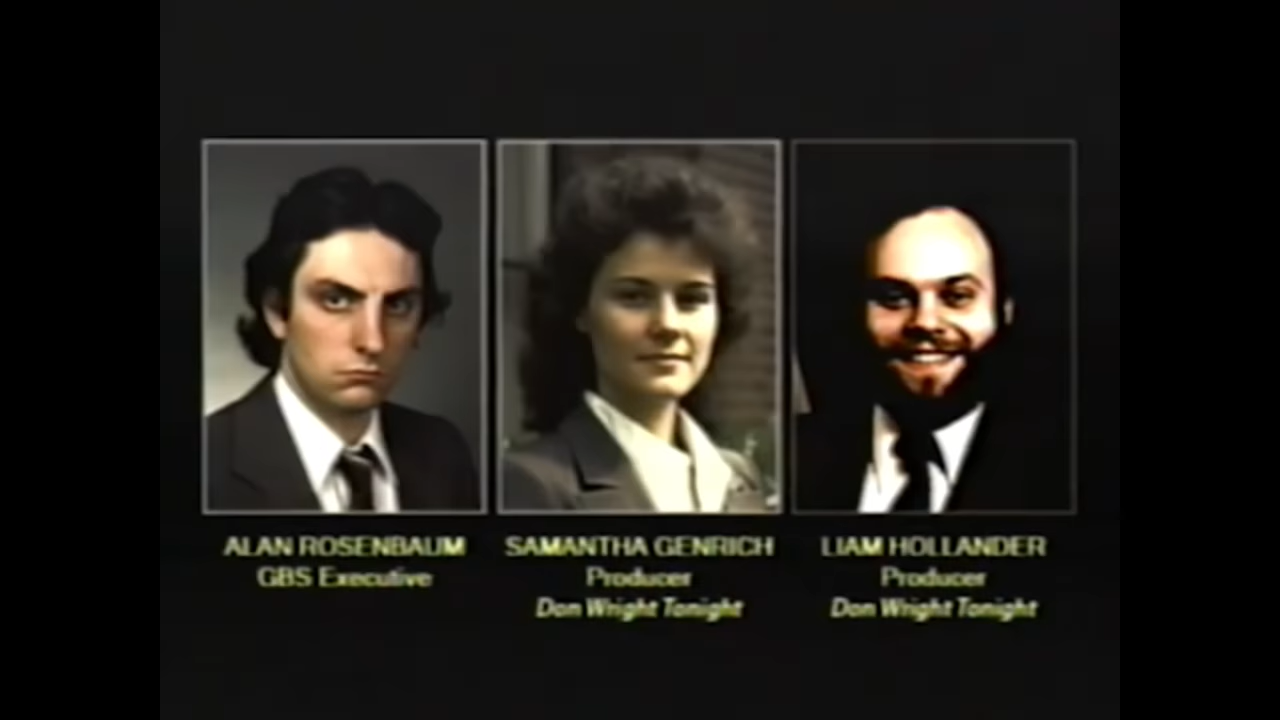 ALAN ROSENBAUM
GBS Executive
SAMANTHA GENRICH
Producer
Don Wright Tonight
LIAM HOLLANDER
Producer
Don Wright Tonight